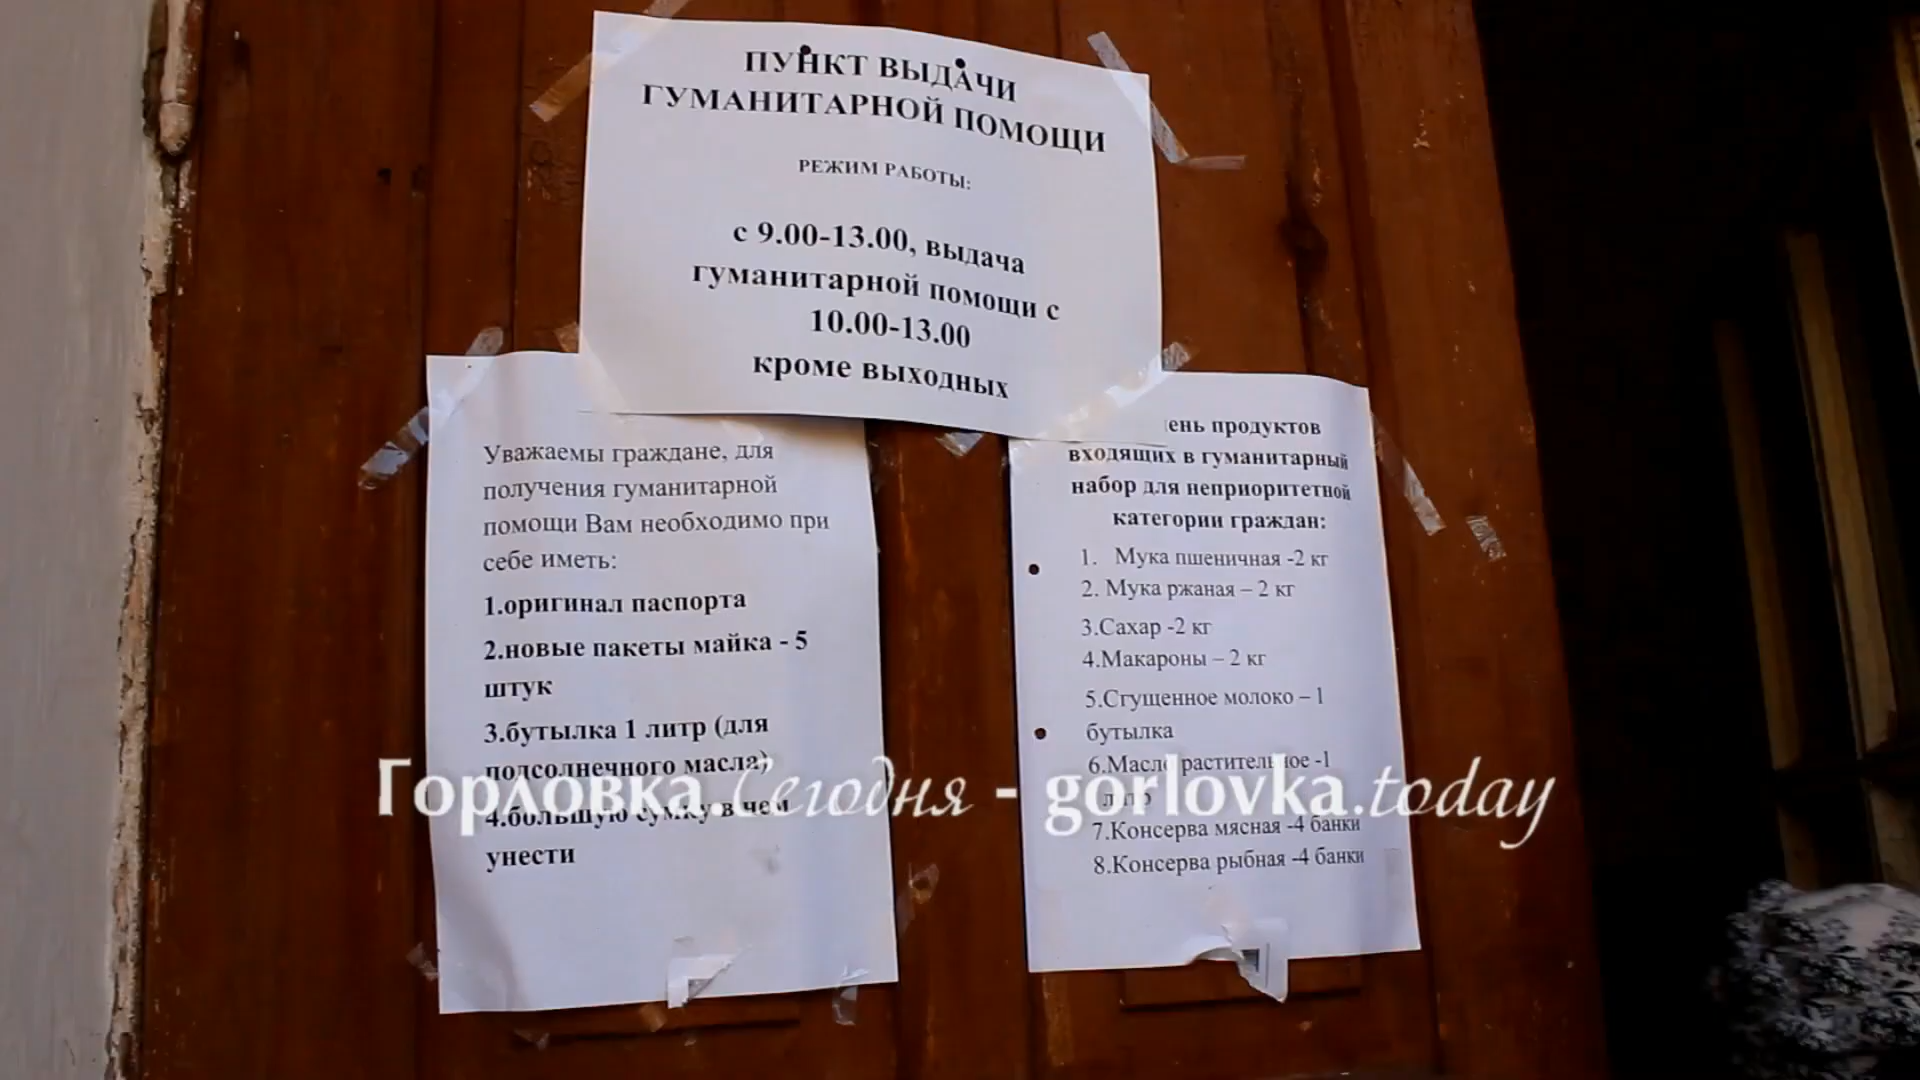 ПУНКТ ВЫДАЧИ
ГУМАНИТАРНОЙ ПОМОЩИ
РЕЖИМ РАБОТЫ:
с 9.00-13.00, выдача
гуманитарной помощи с
10.00-13.00
кроме выходных
Уважаемы граждане, для
получения гуманитарной
помощи Вам необходимо при
себе иметь:
1.оригинал паспорта
2.новые пакеты майка - 5
штук
3.бутылка 1 литр (для
подсолнечного масла)
4.большую сумку в чем
унести
ень продуктов
входящих в гуманитарный
набор для неприоритетной
категории граждан:
1. Мука пшеничная -2 кг
2. Мука ржаная – 2 кг
3.Сахар -2 кг
4.Макароны – 2 кг
5.Сгущенное молоко – 1
бутылка
6.Масло растительное -1
литр
7.Консерва мясная -4 банки
8.Консерва рыбная -4 банки
Горловка.Сегодня - gorlovka.today